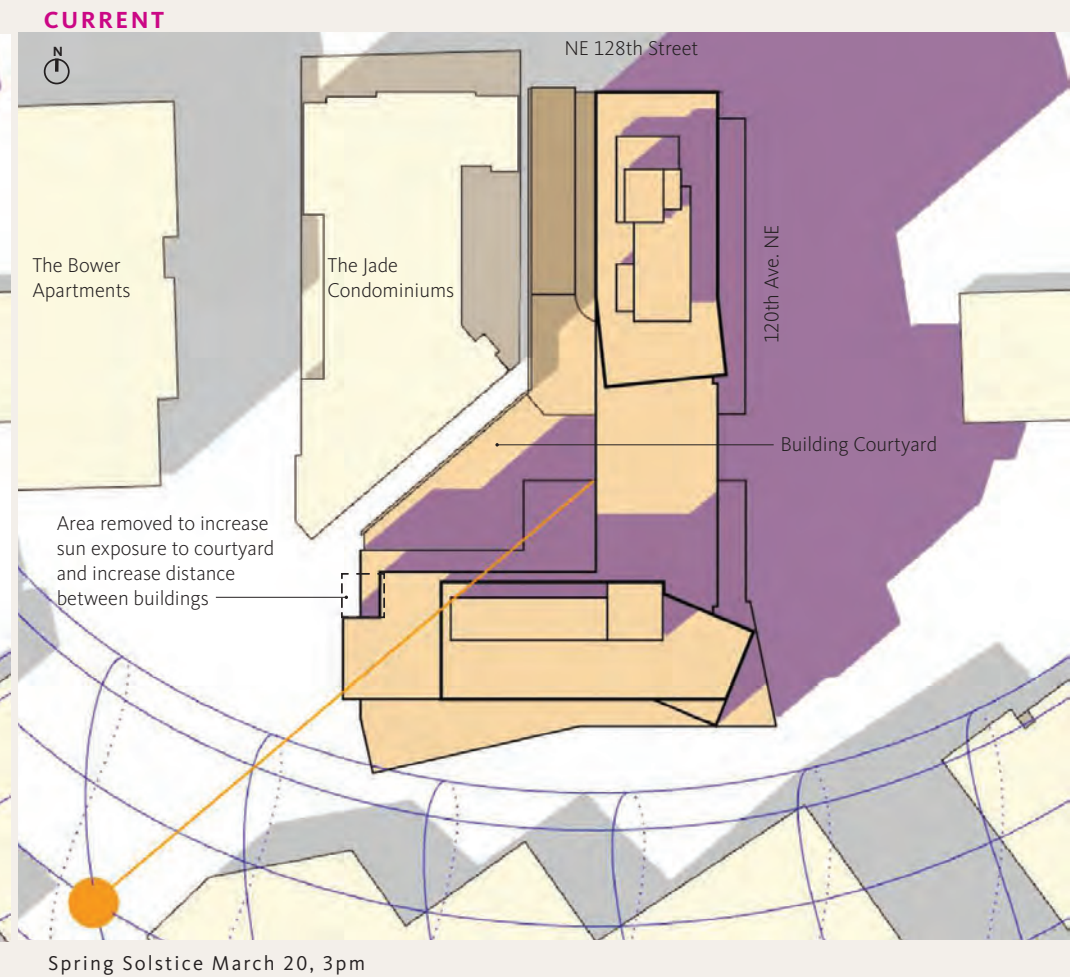 CURRENT
N
NE 128th Street
The Bower
Apartments
The Jade
Condominiums
120th Ave. NE
Building Courtyard
Area removed to increase
sun exposure to courtyard
and increase distance
between buildings
Spring Solstice March 20, 3pm